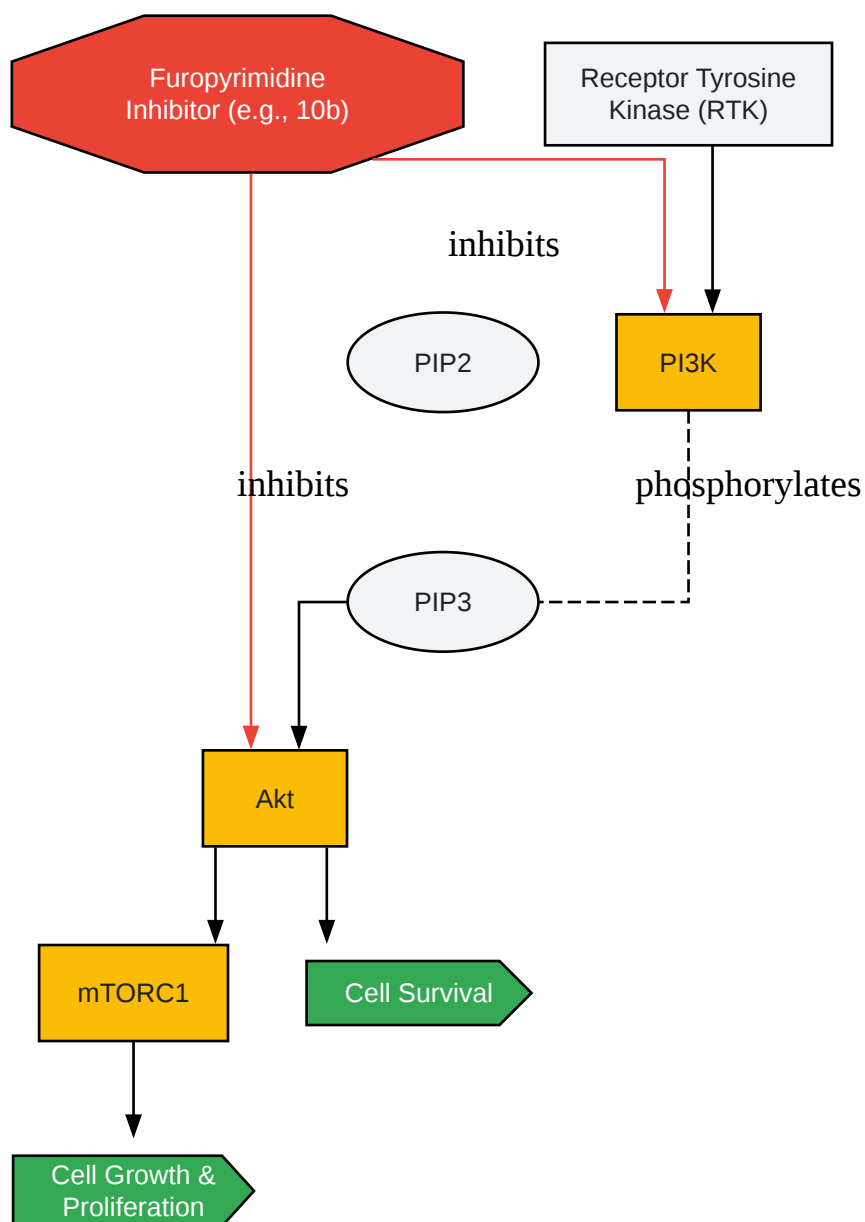 Furopyrimidine
Inhibitor (e.g., 10b)
Receptor Tyrosine
Kinase (RTK)
inhibits
PIP2
PI3K
inhibits
phosphorylates
PIP3
Akt
mTORC1
Cell Survival
Cell Growth &
Proliferation